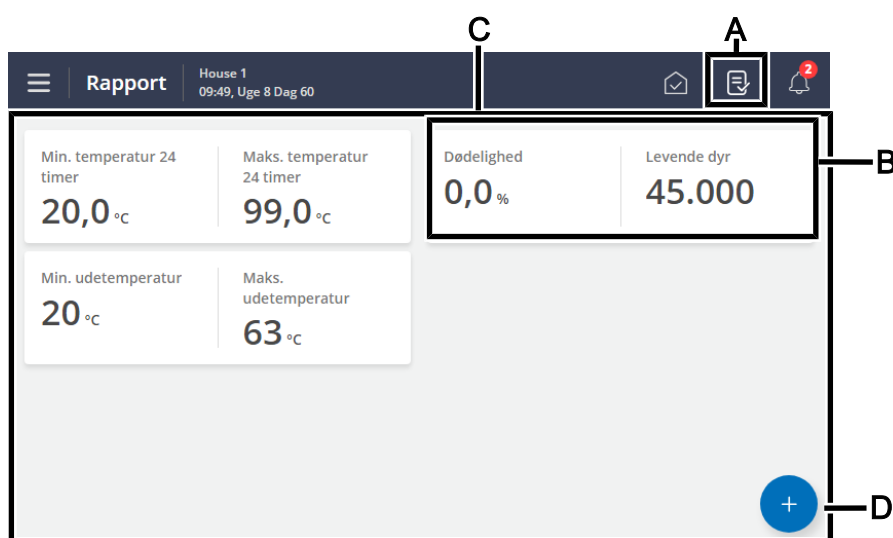 C
A
Rapport
House 1
09:49, Uge 8 Dag 60
2
Min. temperatur 24
timer
20,0 °C
Maks. temperatur
24 timer
99,0 °C
Dødelighed
0,0 %
Levende dyr
45.000
B
Min. udetemperatur
20 °C
Maks.
udetemperatur
63 °C
+
D